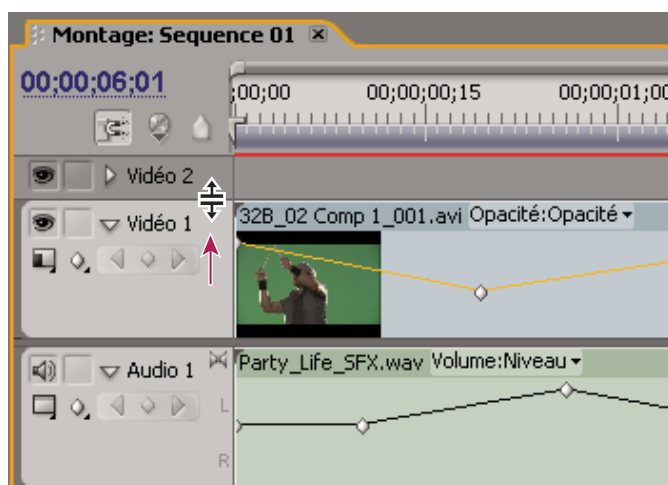 Montage: Sequence 01
00;00;06;01
;00;00 00;00;00;15 00;00;01;00
Vidéo 2
Vidéo 1
32B_02 Comp 1_001.avi Opacité:Opacité
Audio 1
Party_Life_SFX.wav Volume:Niveau
L
R